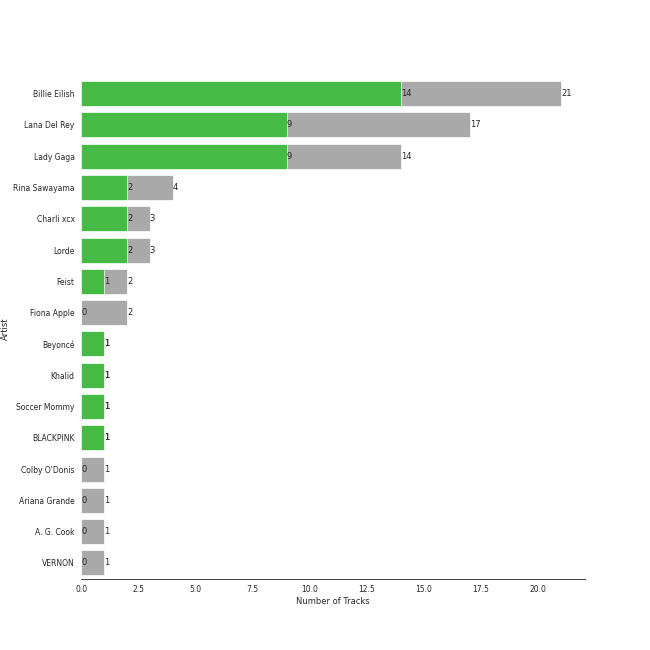 Billie Eilish 14 21
Lana Del Rey 9 17
Lady Gaga 9 14
Rina Sawayama 2 4
Charli xcx 2 3
Lorde 2 3
Feist 1 2
Fiona Apple 0 2
Beyoncé 1
Khalid 1
Soccer Mommy 1
BLACKPINK 1
Colby O'Donis 0 1
Ariana Grande 0 1
A. G. Cook 0 1
VERNON 0 1
Artist
0.0 2.5 5.0 7.5 10.0 12.5 15.0 17.5 20.0
Number of Tracks